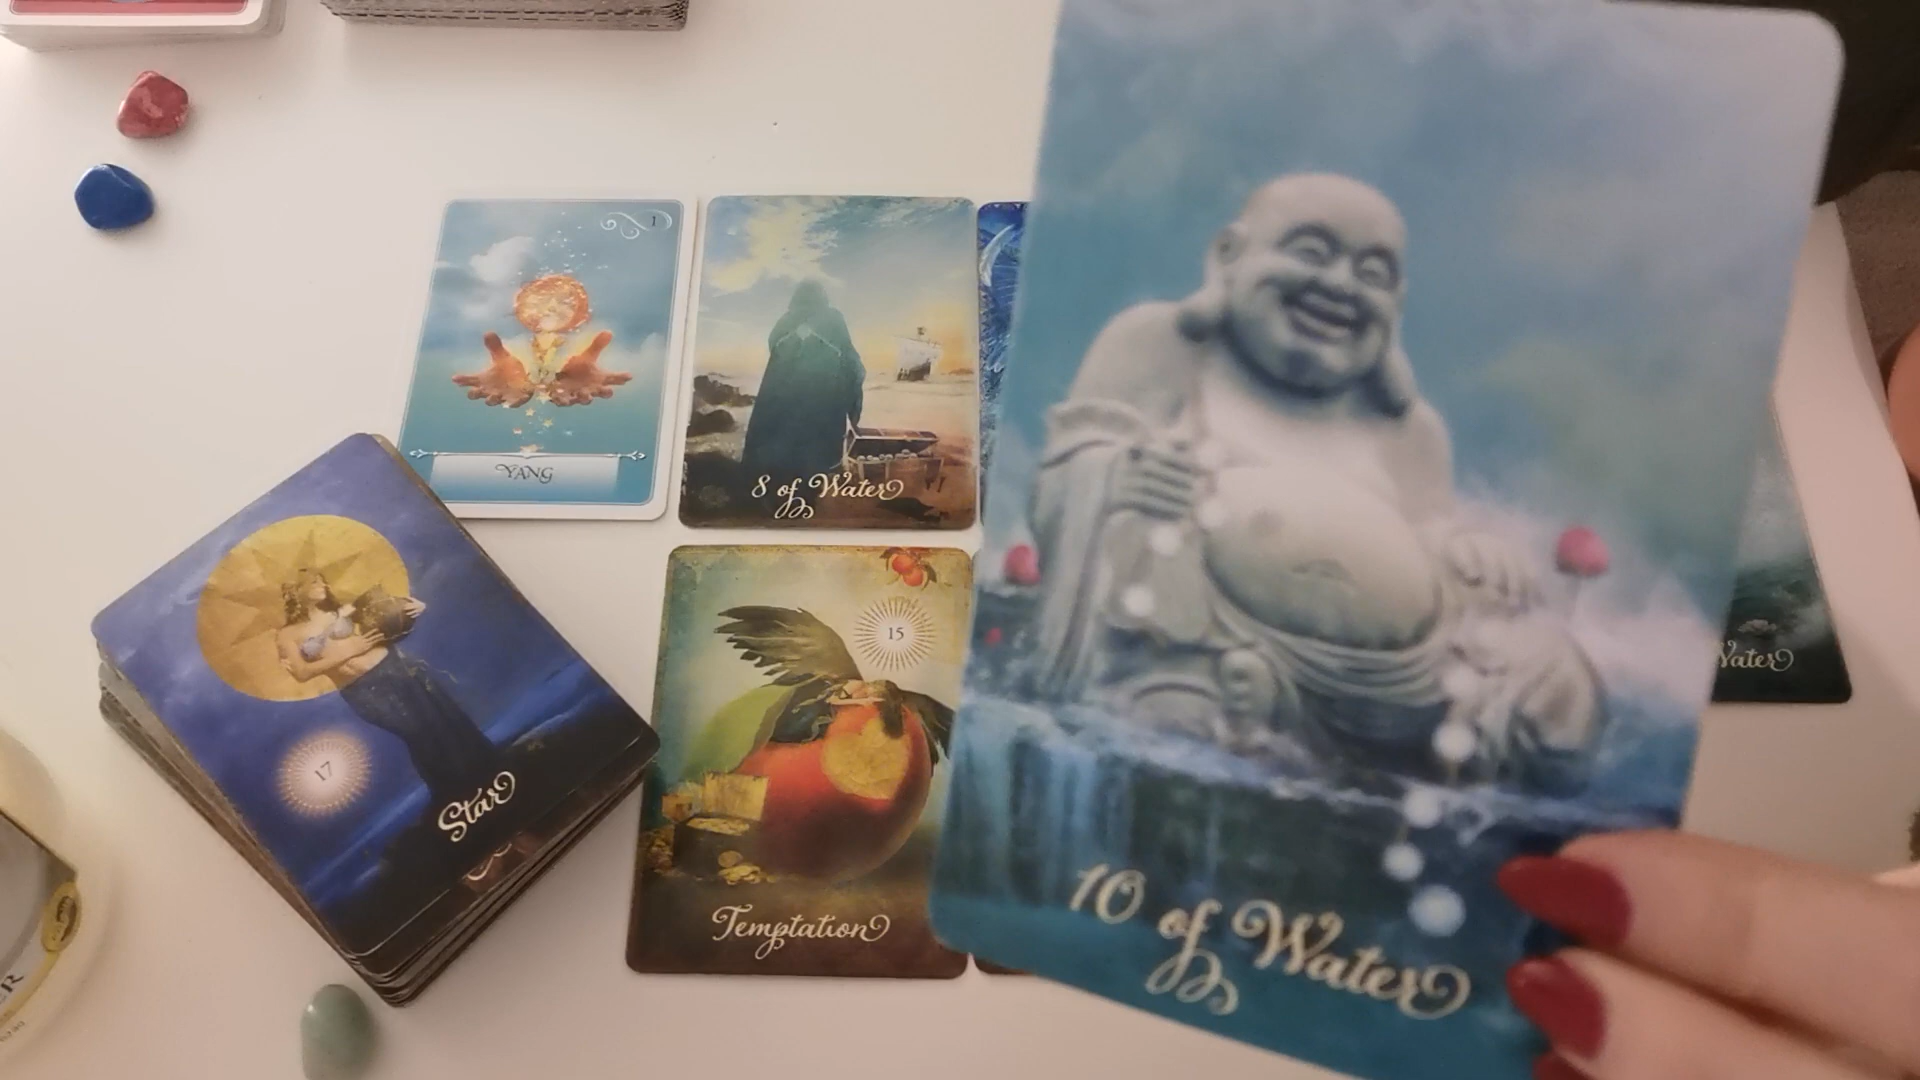 1
YANG
8 of Water
10 of Water
Water
17
Star
15
Temptation